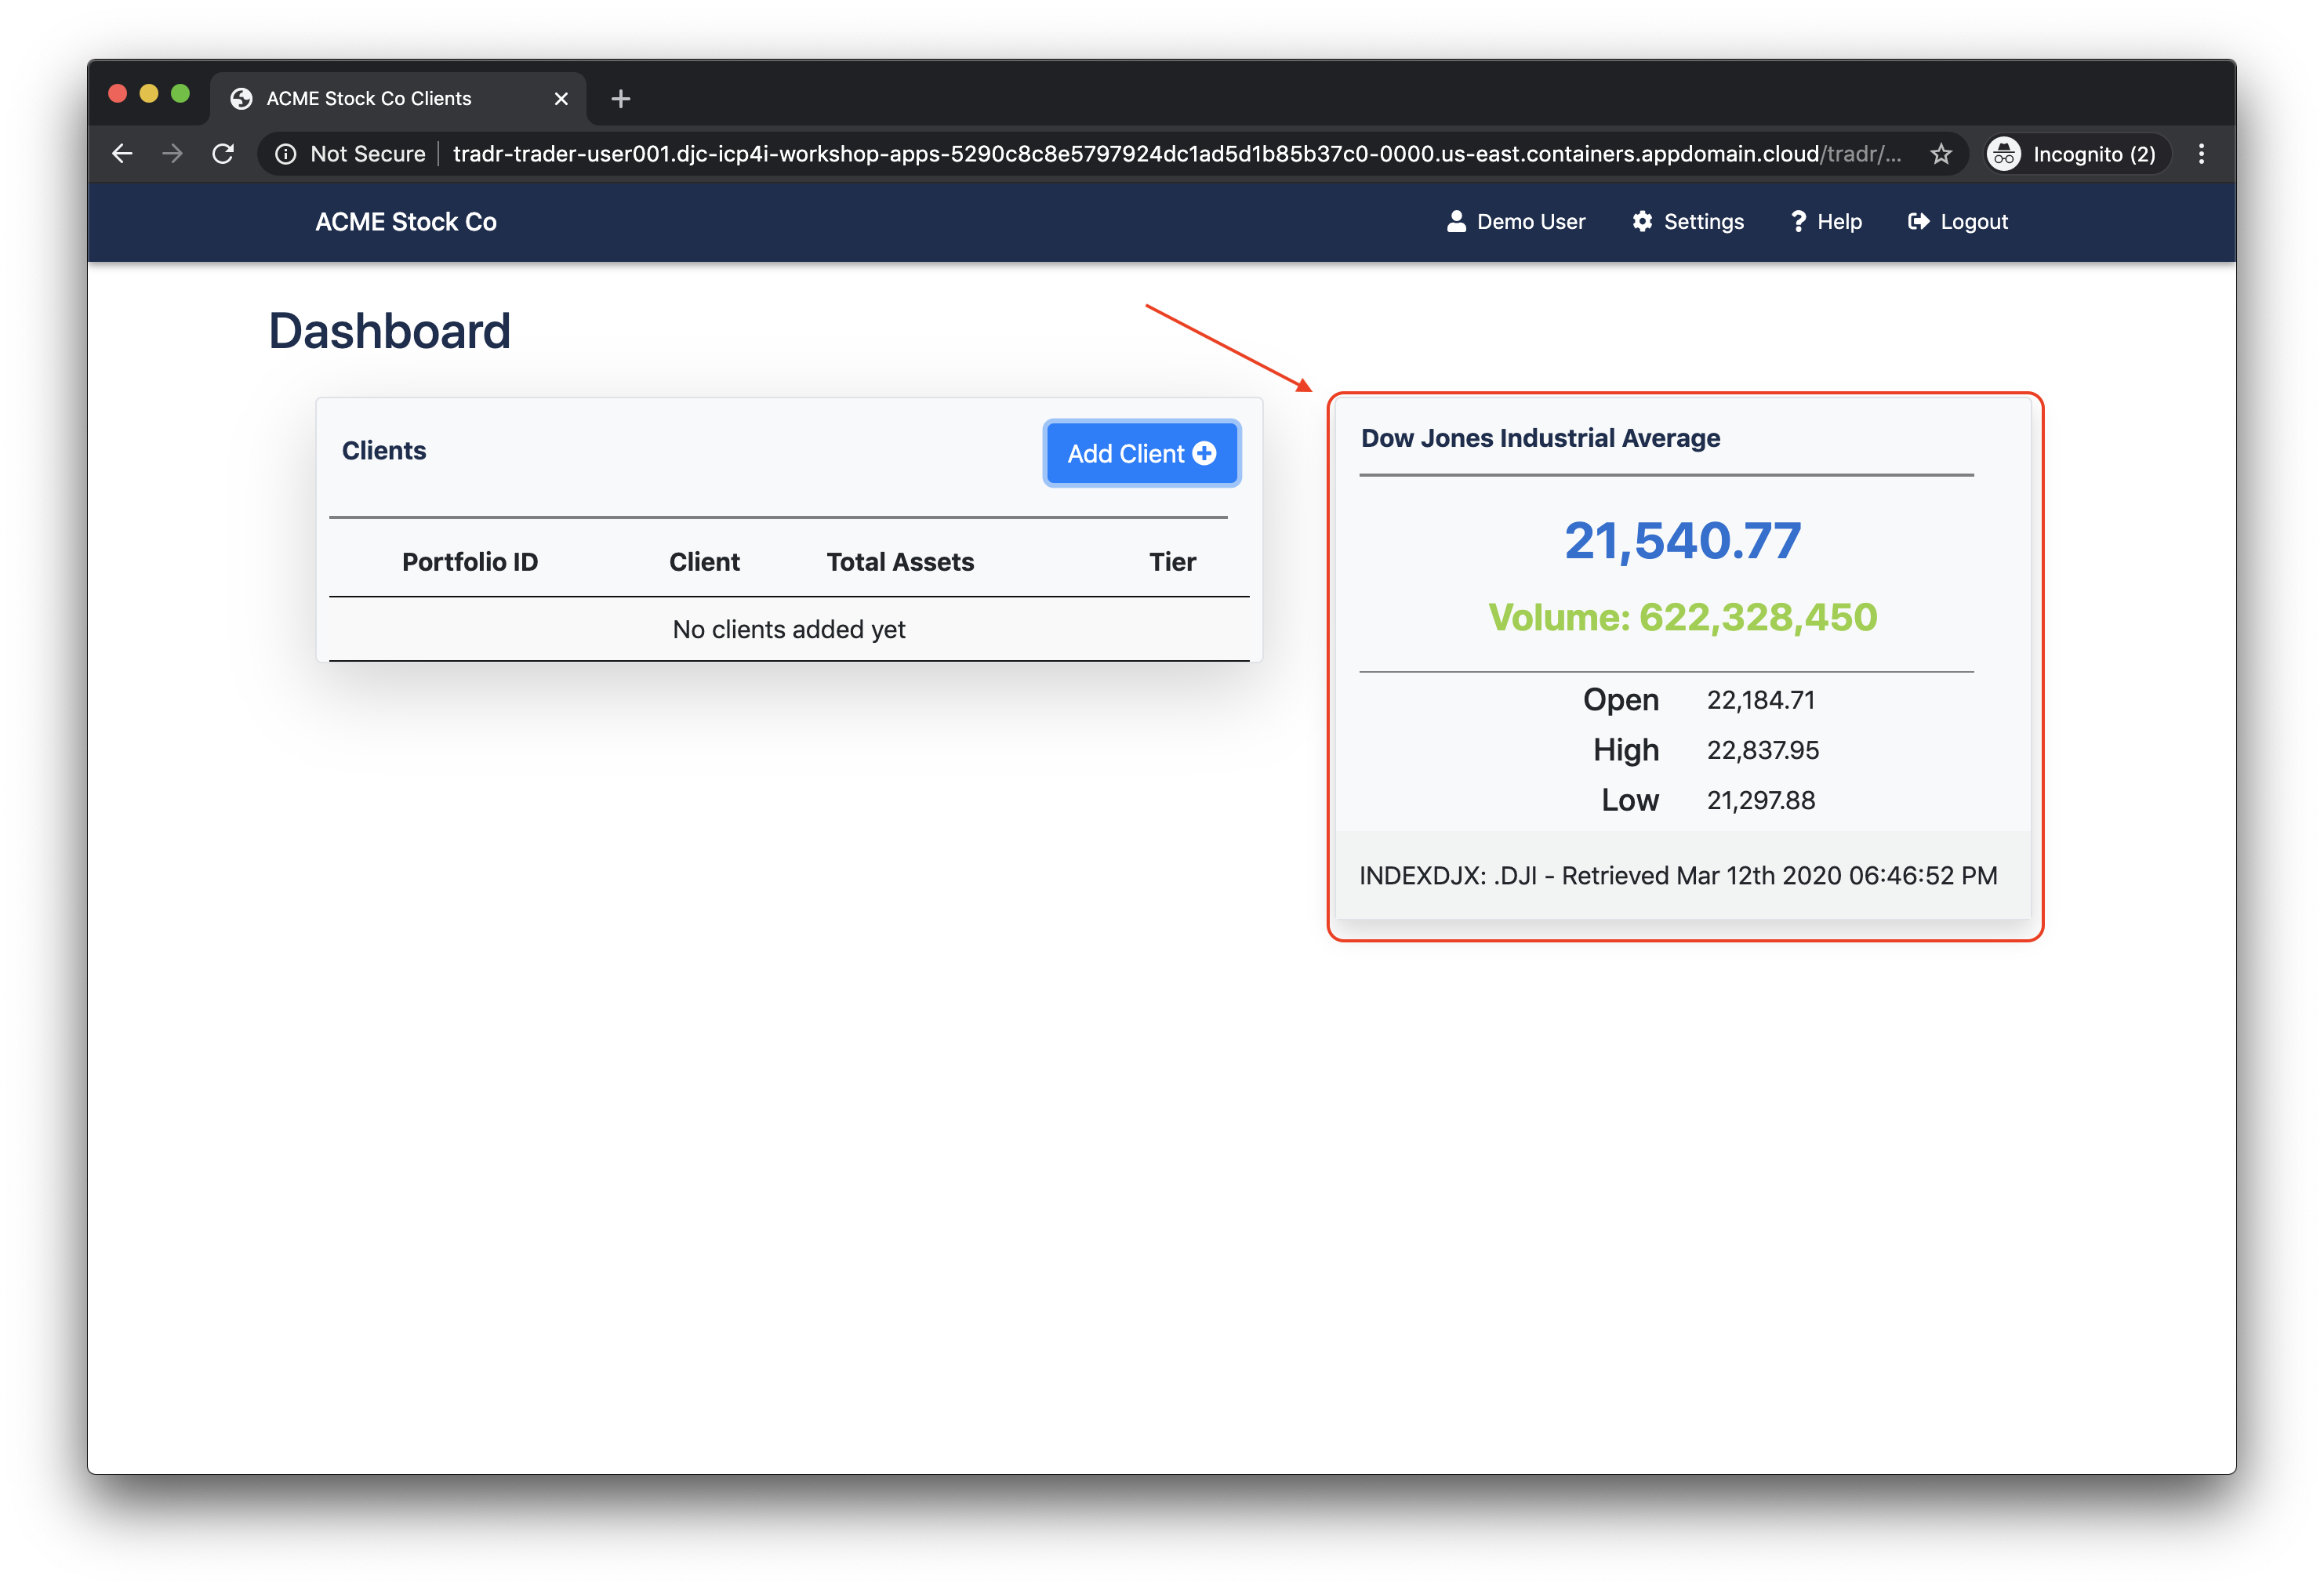 ACME Stock Co Clients
Not Secure tradr-trader-user001.djc-icp4i-workshop-apps-5290c8c8e5797924dc1ad5d1b85b37c0-0000.us-east.containers.appdomain.cloud/tradr/... Incognito (2)
ACME Stock Co Demo User Settings ? Help Logout
Dashboard
Clients
Add Client
Portfolio ID Client Total Assets Tier
No clients added yet
Dow Jones Industrial Average
21,540.77
Volume: 622,328,450
Open 22,184.71
High 22,837.95
Low 21,297.88
INDEXDJX: .DJI - Retrieved Mar 12th 2020 06:46:52 PM